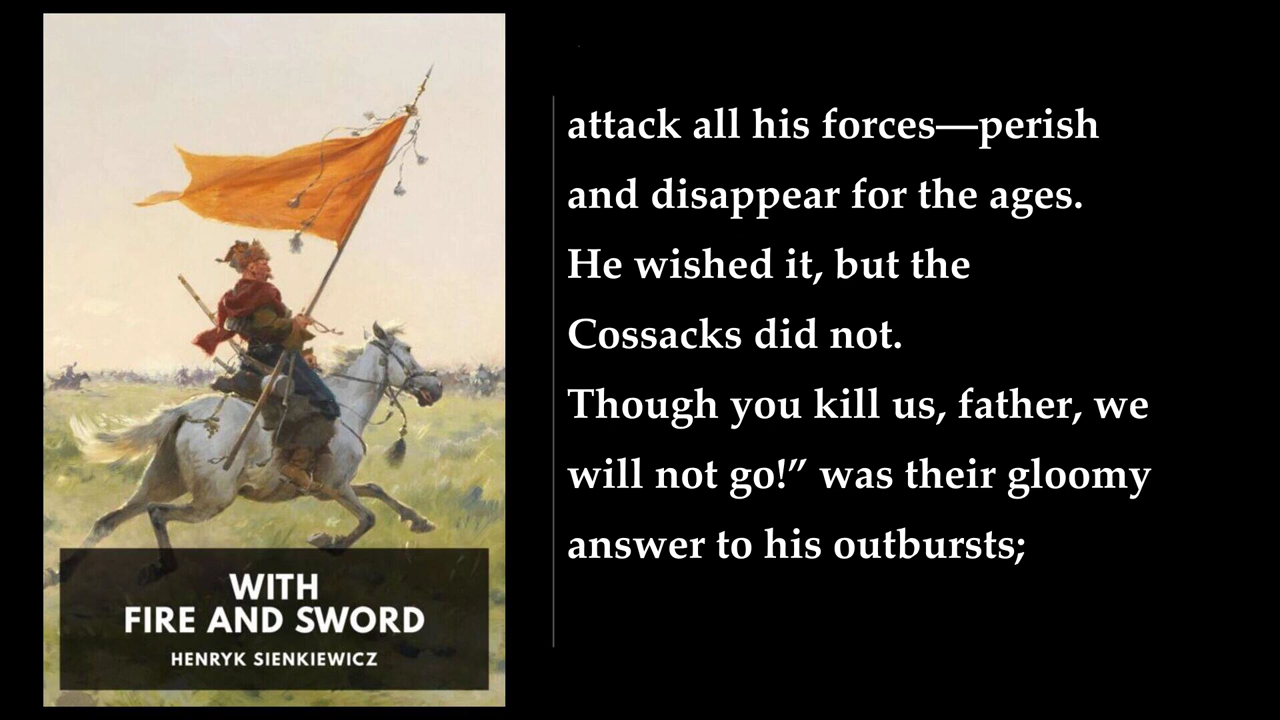 WITH
FIRE AND SWORD
HENRYK SIENKIEWICZ
attack all his forces—perish
and disappear for the ages.
He wished it, but the
Cossacks did not.
Though you kill us, father, we
will not go!” was their gloomy
answer to his outbursts;